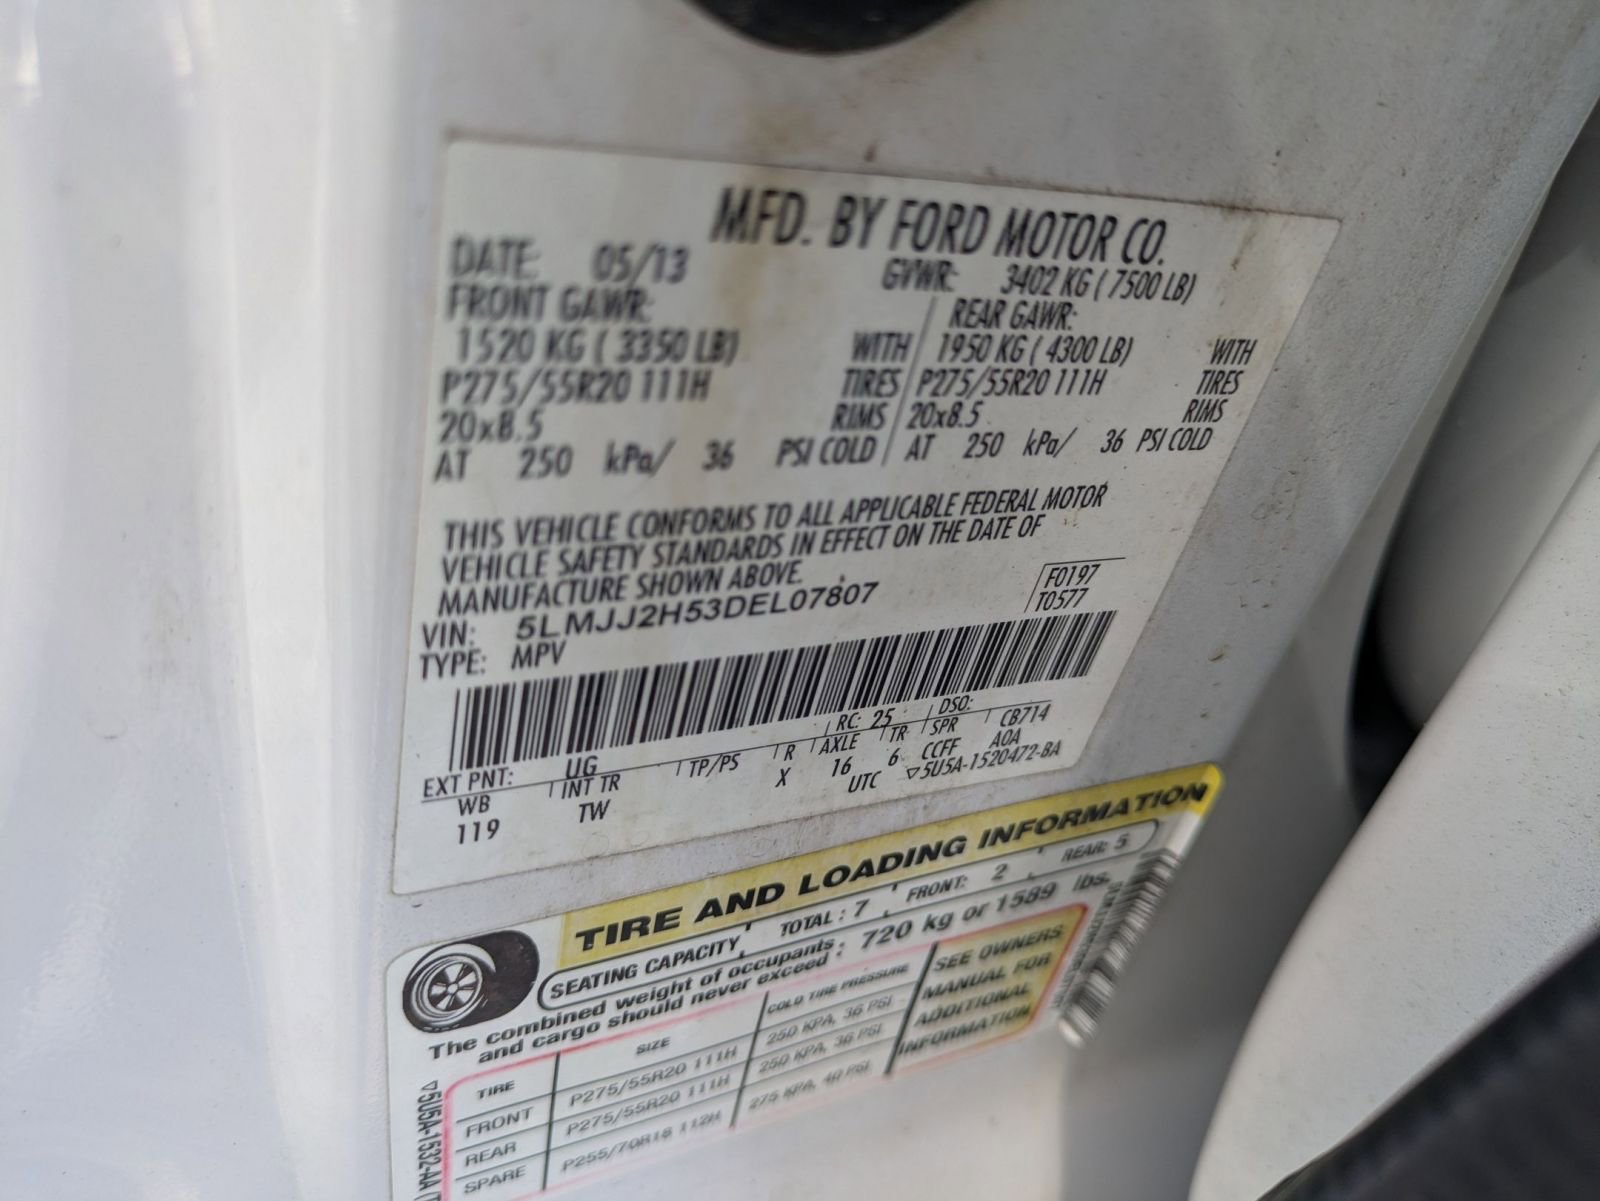 MFD. BY FORD MOTOR CO.
DATE: 05/13 GVWR: 3402 KG ( 7500 LB)
FRONT GAWR: REAR GAWR:
1520 KG ( 3350 LB) WITH 1950 KG ( 4300 LB) WITH
P275/55R20 111H TIRES P275/55R20 111H TIRES
20x8.5 RIMS 20x8.5 RIMS
AT 250 kPa/ 36 PSI COLD AT 250 kPa/ 36 PSI COLD
THIS VEHICLE CONFORMS TO ALL APPLICABLE FEDERAL MOTOR
VEHICLE SAFETY STANDARDS IN EFFECT ON THE DATE OF
MANUFACTURE SHOWN ABOVE.
F0197
VIN: 5LMJJ2H53DEL07807 T0577
TYPE: MPV
RC: 25 DSO:
EXT PNT: UG CB714
WB INT TR TP/PS R AXLE TR SPR
119 TW X 16 6 CCFF A0A
UTC ▽5U5A-1520472-BA
TIRE AND LOADING INFORMATION
SEATING CAPACITY, TOTAL: 7 , FRONT: 2 , REAR: 5
The combined weight of occupants
and cargo should never exceed : 720 kg or 1589 lbs.
TIRE SIZE COLD TIRE PRESSURE SEE OWNERS
FRONT P275/55R20 111H 250 KPA, 36 PSI MANUAL FOR
REAR P275/55R20 111H 250 KPA, 36 PSI ADDITIONAL
SPARE P255/70R18 112H 275 KPA, 40 PSI INFORMATION
▽5U5A-1532-AA